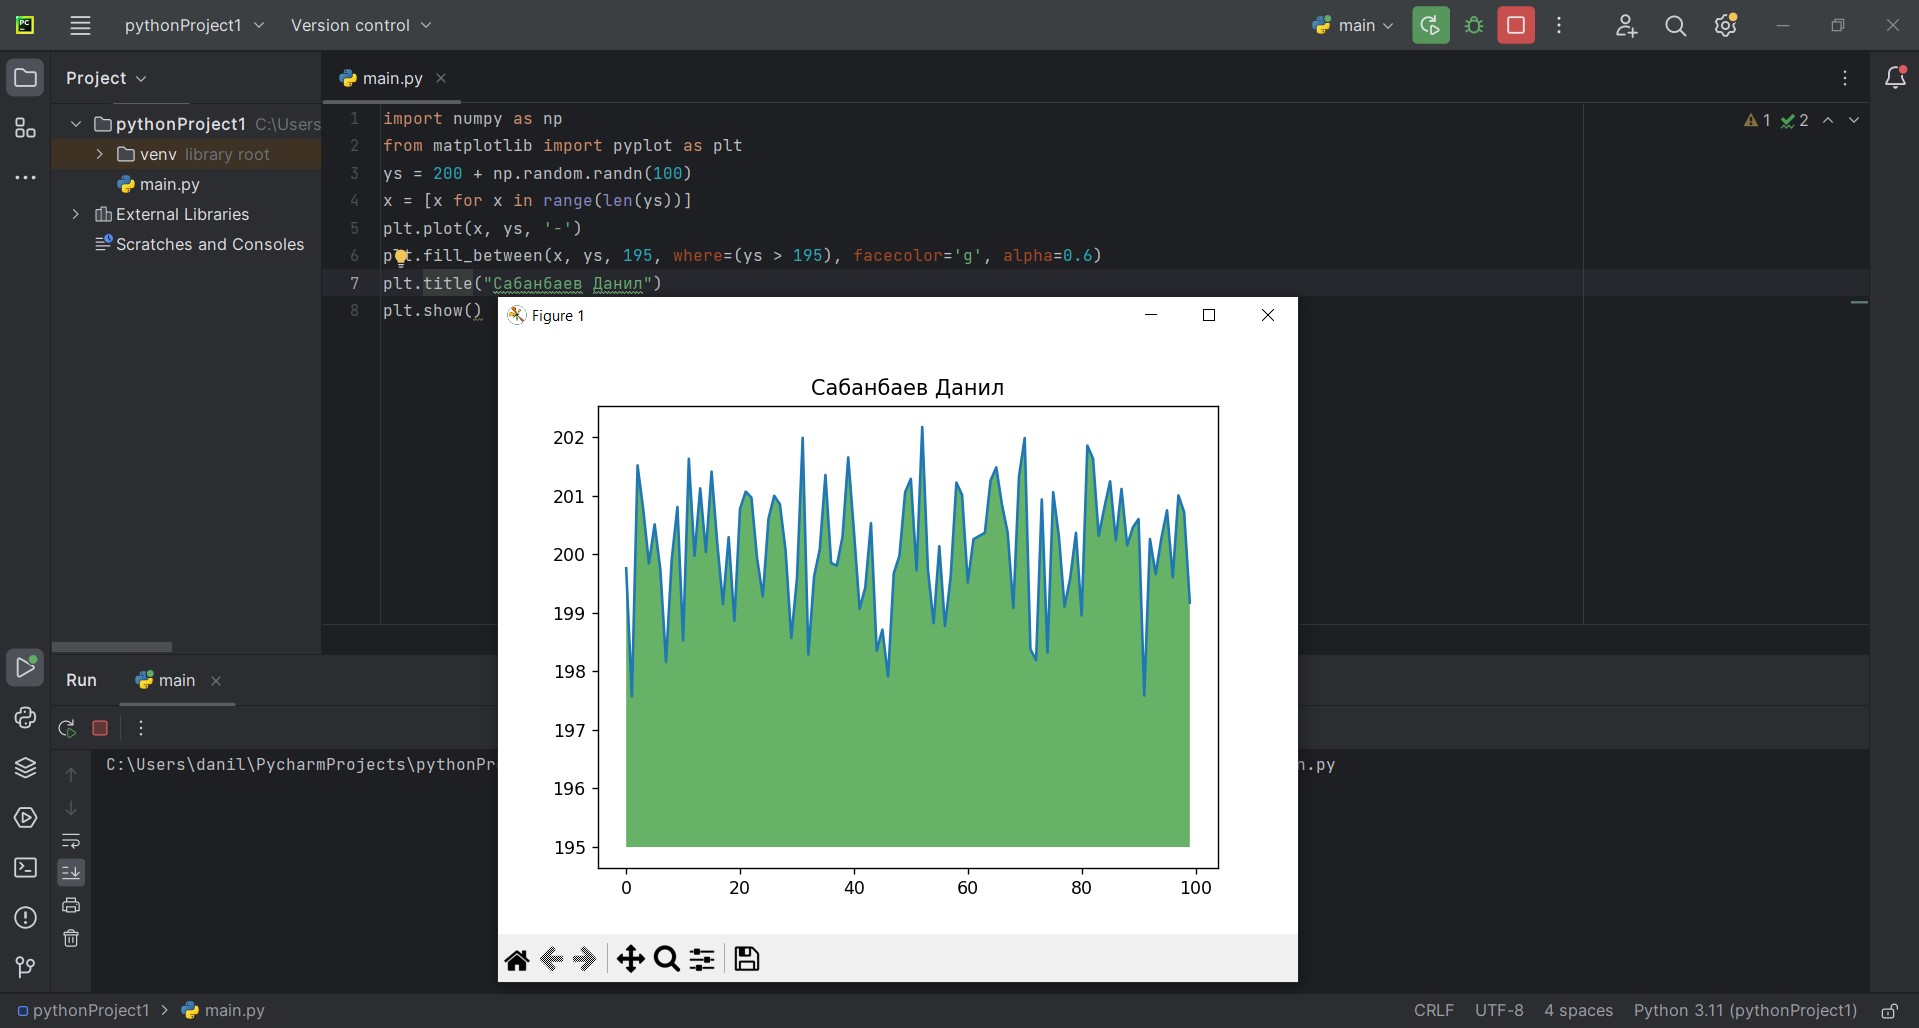 pythonProject1 Version control main
Project main.py
pythonProject1 C:\Users
venv library root
main.py
External Libraries
Scratches and Consoles
1 import numpy as np
2 from matplotlib import pyplot as plt
3 ys = 200 + np.random.randn(100)
4 x = [x for x in range(len(ys))]
5 plt.plot(x, ys, '-')
6 plt.fill_between(x, ys, 195, where=(ys > 195), facecolor='g', alpha=0.6)
7 plt.title("Сабанбаев Данил")
8 plt.show()
1 2
Figure 1
Сабанбаев Данил
202
201
200
199
198
197
196
195
0 20 40 60 80 100
Run main
C:\Users\danil\PycharmProjects\pythonPr n.py
pythonProject1 > main.py CRLF UTF-8 4 spaces Python 3.11 (pythonProject1)